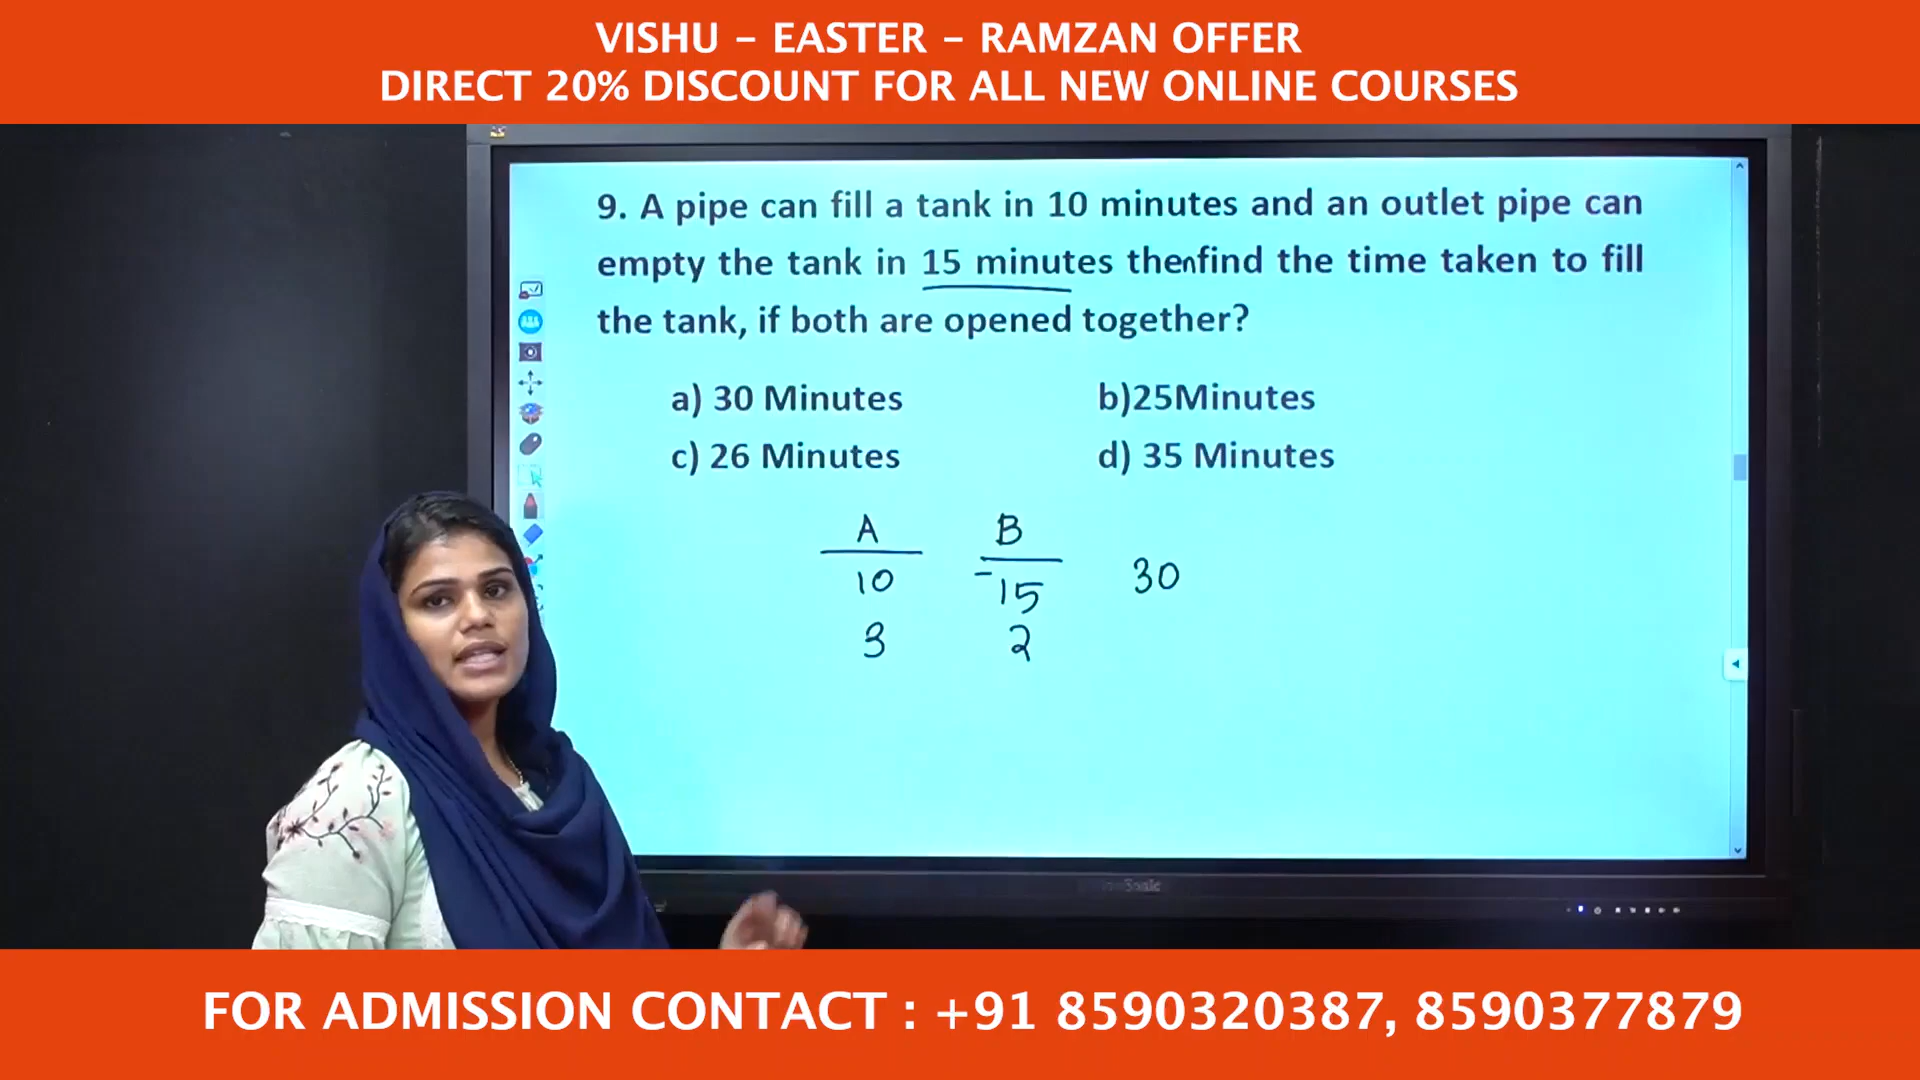 VISHU – EASTER – RAMZAN OFFER
DIRECT 20% DISCOUNT FOR ALL NEW ONLINE COURSES
9. A pipe can fill a tank in 10 minutes and an outlet pipe can
empty the tank in 15 minutes then find the time taken to fill
the tank, if both are opened together?
a) 30 Minutes b)25Minutes
c) 26 Minutes d) 35 Minutes
A B
10 -15 30
3 2
FOR ADMISSION CONTACT : +91 8590320387, 8590377879